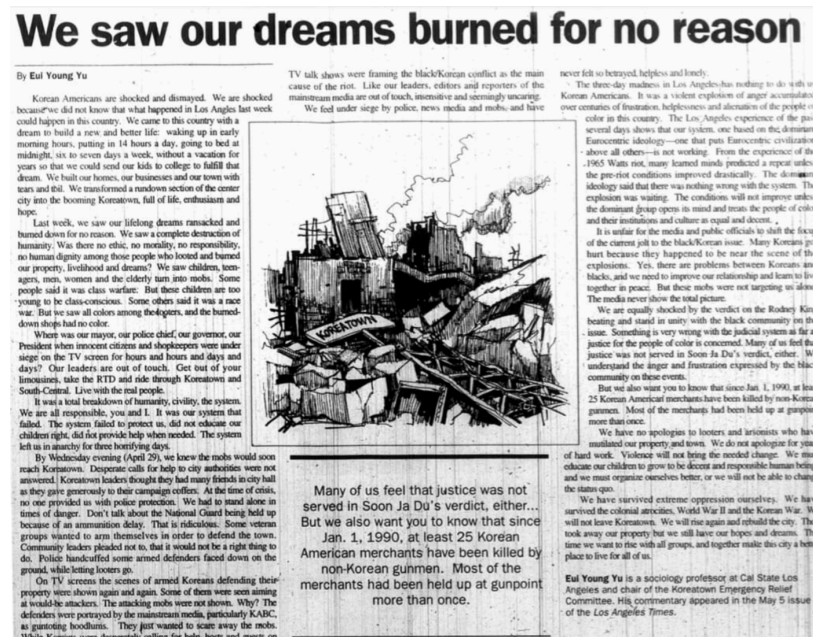 We saw our dreams burned for no reason
By Eui Young Yu
Korean Americans are shocked and dismayed. We are shocked
because we did not know that what happened in Los Angles last week
could happen in this country. We came to this country with a
dream to build a new and better life: waking up in early
morning hours, putting in 14 hours a day, going to bed at
midnight, six to seven days a week, without a vacation for
years so that we could send our kids to college to fulfill that
dream. We built our homes, our businesses and our town with
tears and toil. We transformed a rundown section of the center
city into the booming Koreatown, full of life, enthusiasm and
hope.
Last week, we saw our lifelong dreams ransacked and
burned down for no reason. We saw a complete destruction of
humanity. Was there no ethic, no morality, no responsibility,
no human dignity among those people who looted and burned
our property, livelihood and dreams? We saw children, teen-
agers, men, women and the elderly turn into mobs. Some
people said it was class warfare. But these children are too
young to be class-conscious. Some others said it was a race
war. But we saw all colors among the looters, and the burned-
down shops had no color.
Where was our mayor, our police chief, our governor, our
President when innocent citizens and shopkeepers were under
siege on the TV screen for hours and hours and days and
days? Our leaders are out of touch. Get out of your
limousines, take the RTD and ride through Koreatown and
South-Central. Live with the real people.
It was a total breakdown of humanity, civility, the system.
We are all responsible, you and I. It was our system that
failed. The system failed to protect us, did not educate our
children right, did not provide help when needed. The system
left us in anarchy for three horrifying days.
By Wednesday evening (April 29), we knew the mobs would soon
reach Koreatown. Desperate calls for help to city authorities were not
answered. Koreatown leaders thought they had many friends in city hall
as they gave generously to their campaign coffers. At the time of crisis,
no one provided us with police protection. We had to stand alone in
times of danger. Don't talk about the National Guard being held up
because of an ammunition delay. That is ridiculous. Some veteran
groups wanted to arm themselves in order to defend the town.
Community leaders pleaded not to, that it would not be a right thing to
do. Police handcuffed some armed defenders faced down on the
ground, while letting looters go.
On TV screens the scenes of armed Koreans defending their
property were shown again and again. Some of them were seen aiming
at would-be attackers. The attacking mobs were not shown. Why? The
defenders were portrayed by the mainstream media, particularly KABC,
as guntoting hoodlums. They just wanted to scare away the mobs.
TV talk shows were framing the black/Korean conflict as the main
cause of the riot. Like our leaders, editors and reporters of the
mainstream media are out of touch, insensitive and seemingly uncaring.
We feel under siege by police, news media and mobs, and have
KOREATOWN
Many of us feel that justice was not
served in Soon Ja Du's verdict, either...
But we also want you to know that since
Jan. 1, 1990, at least 25 Korean
American merchants have been killed by
non-Korean gunmen. Most of the
merchants had been held up at gunpoint
more than once.
never felt so betrayed, helpless and lonely.
The three-day madness in Los Angeles has nothing to do with
Korean Americans. It was a violent explosion of anger
over centuries of frustration, helplessness and alienation of the people
color in this country. The Los Angeles experience of the
several days shows that our system, one based on the
Eurocentric ideology—one that puts Eurocentric civilization
above all others—is not working. From the experience of
1965 Watts riot, many learned minds predicted a repeat
the pre-riot conditions improved drastically. The
ideology said that there was nothing wrong with the system.
explosion was waiting. The conditions will not improve
the dominant group opens its mind and treats the people of
and their institutions and culture as equal and decent.
It is unfair for the media and public officials to shift the
of the current jolt to the black/Korean issue. Many Koreans
hurt because they happened to be near the scene of
explosions. Yes, there are problems between Koreans
blacks, and we need to improve our relationship and learn to
together in peace. But these mobs were not targeting us
The media never show the total picture.
We are equally shocked by the verdict on the Rodney
beating and stand in unity with the black community on
issue. Something is very wrong with the judicial system as far
justice for the people of color is concerned. Many of us feel
justice was not served in Soon Ja Du's verdict, either.
understand the anger and frustration expressed by the
community on these events.
But we also want you to know that since Jan. 1, 1990, at
25 Korean American merchants have been killed by non-
gunmen. Most of the merchants had been held up at
more than once.
We have no apologies to looters and arsonists who
mutilated our property and town. We do not apologize for
of hard work. Violence will not bring the needed change. We
educate our children to grow to be decent and responsible human
and we must organize ourselves better, or we will not be able to
the status quo.
We have survived extreme oppression ourselves. We
survived the colonial atrocities, World War II and the Korean War.
will not leave Koreatown. We will rise again and rebuild the city.
took away our property but we still have our hopes and dreams.
time we want to rise with all groups, and together make this city a
place to live for all of us.
Eui Young Yu is a sociology professor at Cal State Los
Angeles and chair of the Koreatown Emergency Relief
Committee. His commentary appeared in the May 5 issue
of the Los Angeles Times.